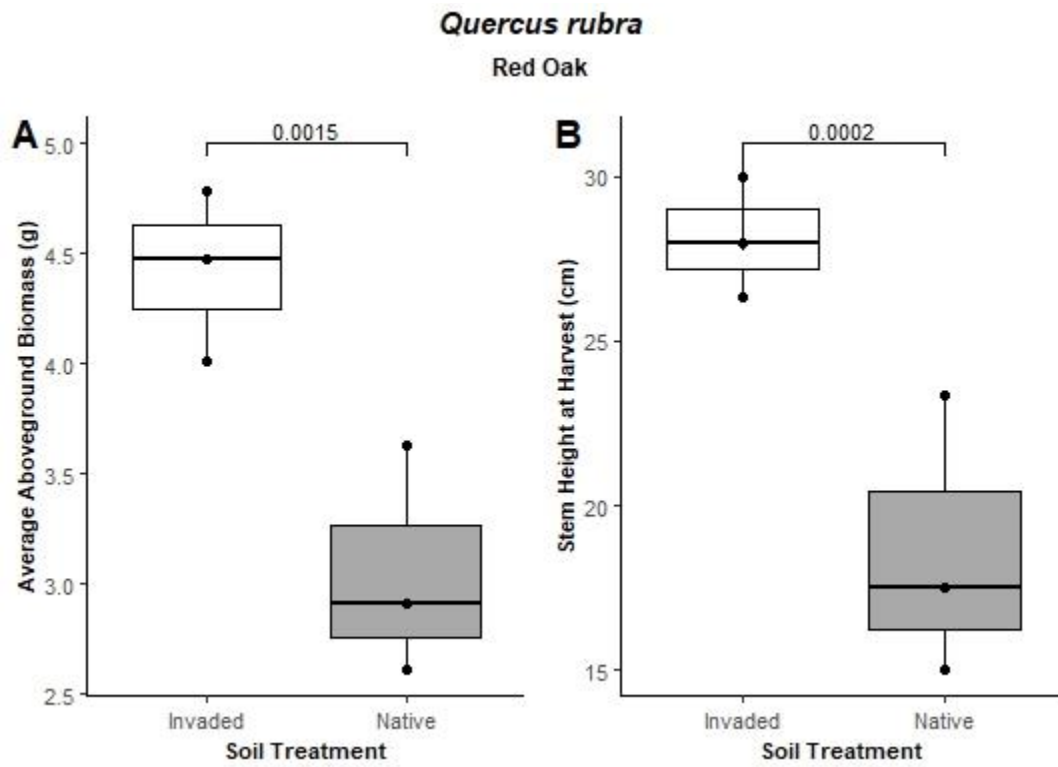 Quercus rubra
Red Oak
A
0.0015
5.0
4.5
4.0
3.5
3.0
2.5
Average Aboveground Biomass (g)
Invaded Native
Soil Treatment
B
0.0002
30
25
20
15
Stem Height at Harvest (cm)
Invaded Native
Soil Treatment